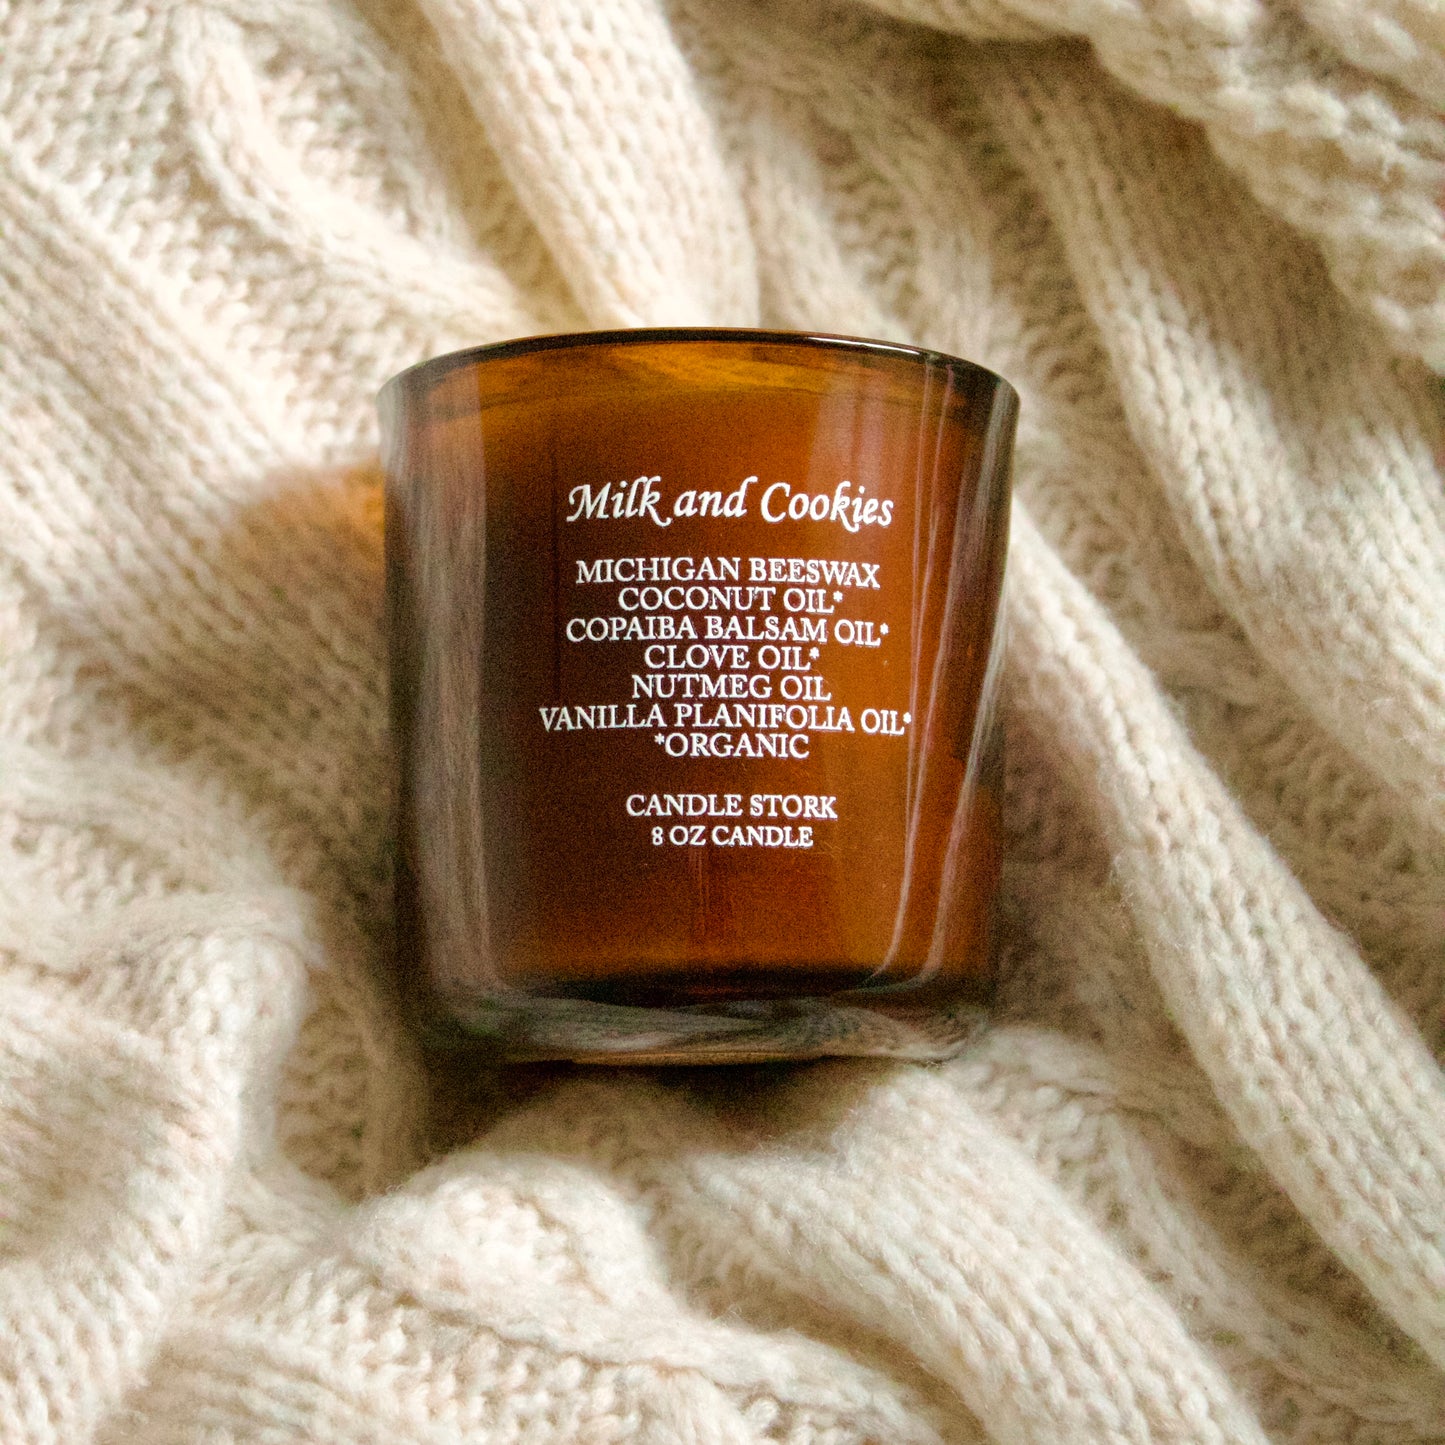 Milk and Cookies
MICHIGAN BEESWAX
COCONUT OIL*
COPAIBA BALSAM OIL*
CLOVE OIL*
NUTMEG OIL
VANILLA PLANIFOLIA OIL*
*ORGANIC
CANDLE STORK
8 OZ CANDLE